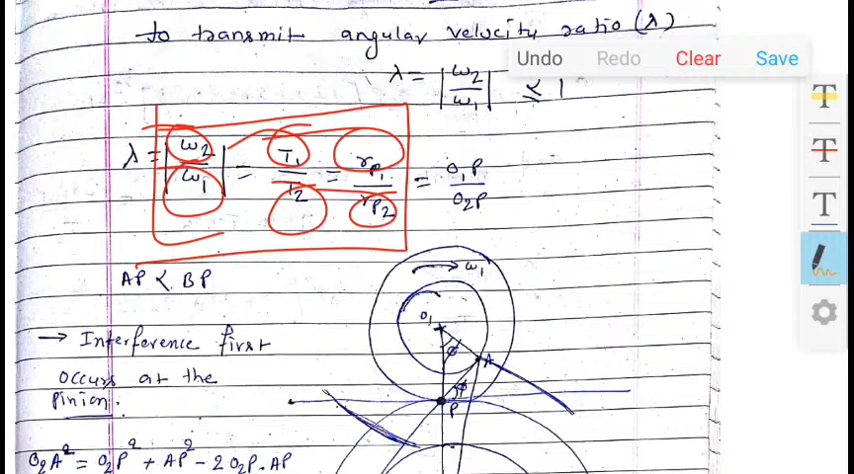 to transmit angular velocity ratio (λ)
Undo Redo Clear Save
λ = |ω2/ω1| ≤ 1
λ = |ω2/ω1| = T1/T2 = rP1/rP2 = O1P/O2P
AP < BP
→ Interference first
occurs at the
pinion.
ω1
O1
φ
A
φ
P
O2A² = O2P² + AP² - 2 O2P. AP
T
T
T